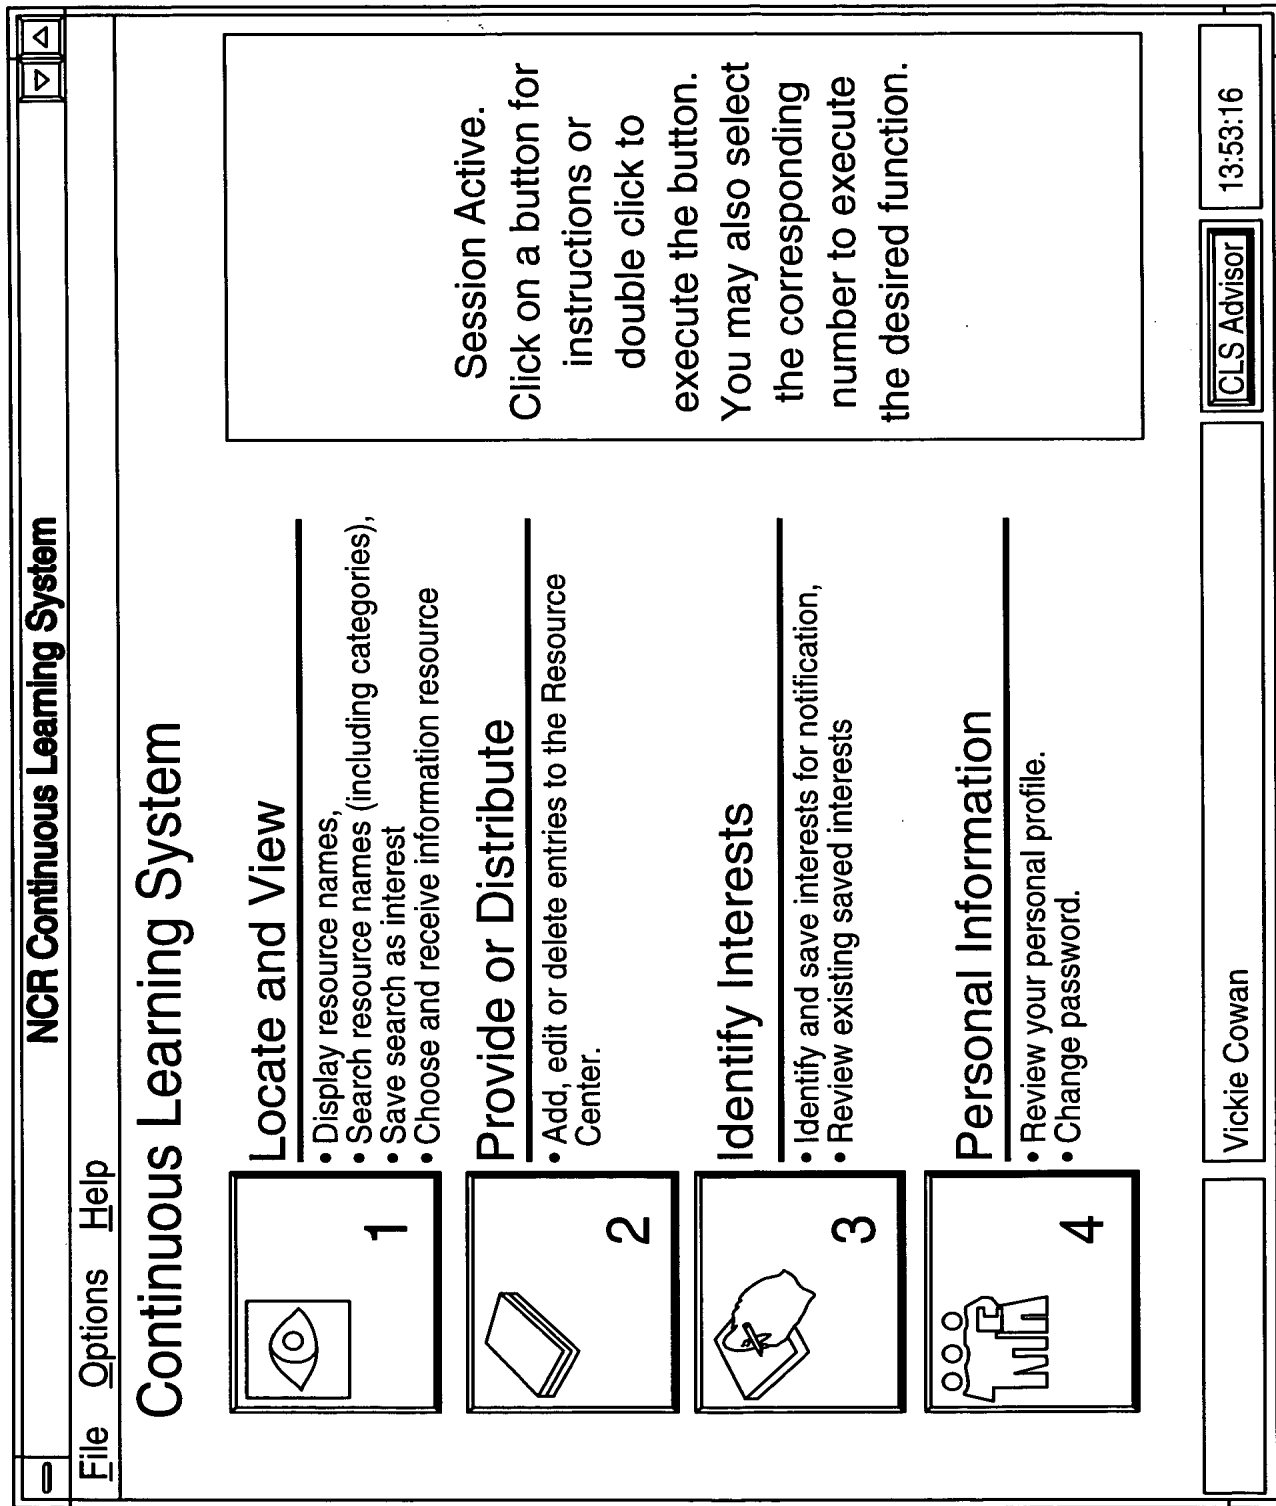 NCR Continuous Learning System
File Options Help
Continuous Learning System
1
Locate and View
• Display resource names,
• Search resource names (including categories),
• Save search as interest
• Choose and receive information resource
2
Provide or Distribute
• Add, edit or delete entries to the Resource
Center.
3
Identify Interests
• Identify and save interests for notification,
• Review existing saved interests
4
Personal Information
• Review your personal profile.
• Change password.
Session Active.
Click on a button for
instructions or
double click to
execute the button.
You may also select
the corresponding
number to execute
the desired function.
Vickie Cowan
CLS Advisor
13:53:16